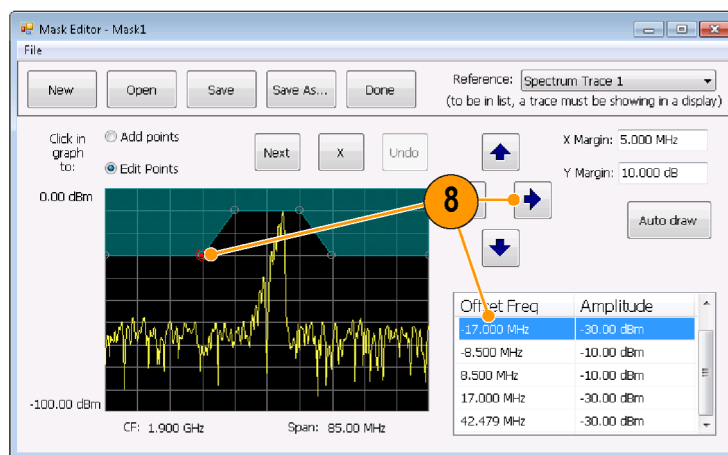 Mask Editor - Mask1
File
New
Open
Save
Save As...
Done
Reference: Spectrum Trace 1
(to be in list, a trace must be showing in a display)
Click in graph to:
Add points
Edit Points
Next
X
Undo
X Margin: 5.000 MHz
Y Margin: 10.000 dB
Auto draw
8
0.00 dBm
-100.00 dBm
CF: 1.900 GHz
Span: 85.00 MHz
Offset Freq Amplitude
-17.000 MHz -30.00 dBm
-8.500 MHz -10.00 dBm
8.500 MHz -10.00 dBm
17.000 MHz -30.00 dBm
42.479 MHz -30.00 dBm